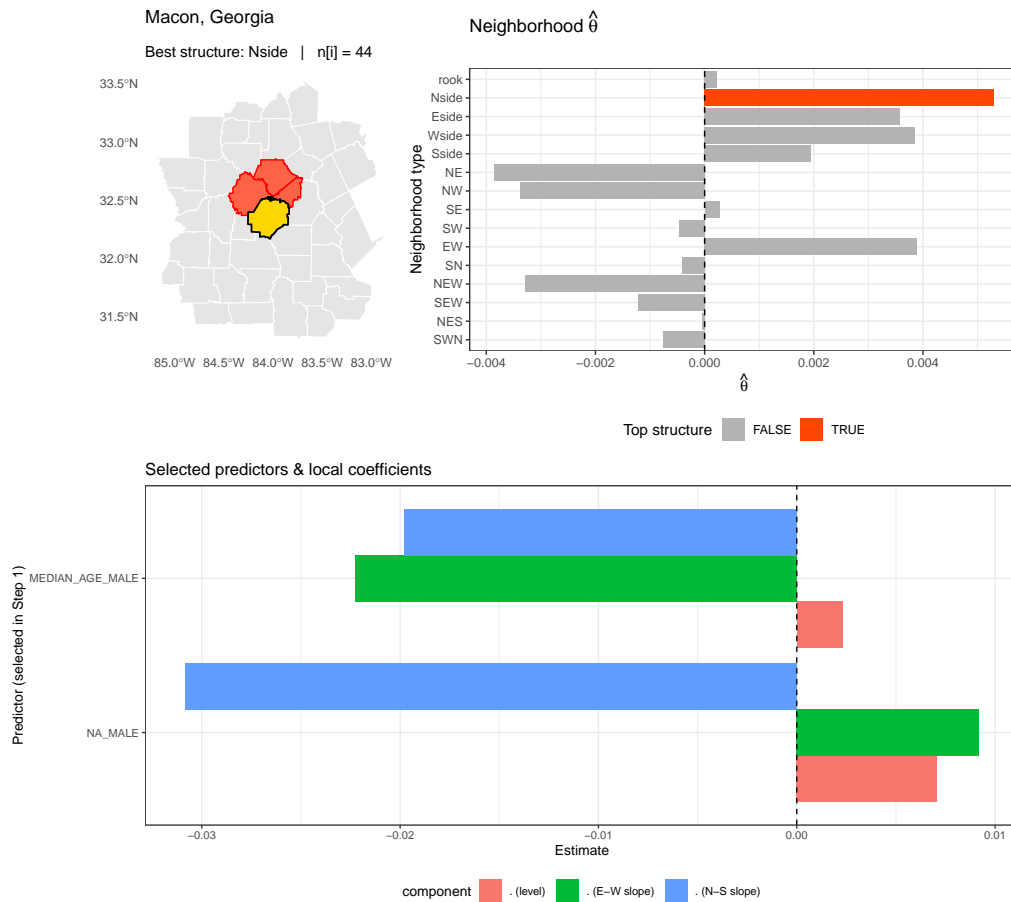 Macon, Georgia
Best structure: Nside | n[i] = 44
33.5°N
33.0°N
32.5°N
32.0°N
31.5°N
85.0°W 84.5°W 84.0°W 83.5°W 83.0°W
Neighborhood θ̂
Neighborhood type
rook
Nside
Eside
Wside
Sside
NE
NW
SE
SW
EW
SN
NEW
SEW
NES
SWN
−0.004 −0.002 0.000 0.002 0.004
θ̂
Top structure FALSE TRUE
Selected predictors & local coefficients
Predictor (selected in Step 1)
MEDIAN_AGE_MALE
NA_MALE
−0.03 −0.02 −0.01 0.00 0.01
Estimate
component . (level) . (E−W slope) . (N−S slope)